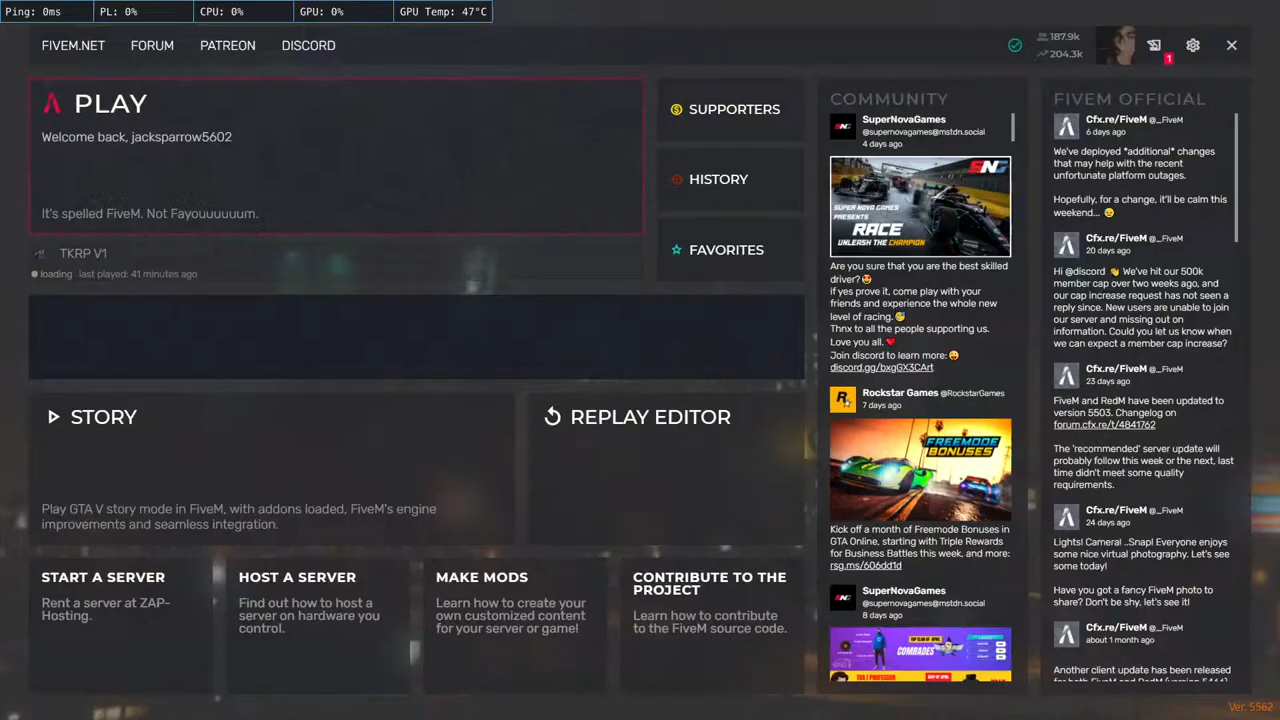 Ping: 0ms PL: 0% CPU: 0% GPU: 0% GPU Temp: 47°C
FIVEM.NET FORUM PATREON DISCORD
187.9k
204.3k
1
PLAY
Welcome back, jacksparrow5602
It's spelled FiveM. Not Fayouuuuuum.
TKRP V1
loading last played: 41 minutes ago
SUPPORTERS
HISTORY
FAVORITES
STORY
Play GTA V story mode in FiveM, with addons loaded, FiveM's engine
improvements and seamless integration.
REPLAY EDITOR
START A SERVER
Rent a server at ZAP-
Hosting.
HOST A SERVER
Find out how to host a
server on hardware you
control.
MAKE MODS
Learn how to create your
own customized content
for your server or game!
CONTRIBUTE TO THE
PROJECT
Learn how to contribute
to the FiveM source code.
COMMUNITY
SuperNovaGames
@supernovagames@mstdn.social
4 days ago
SNG
SUPER NOVA GAMES
PRESENTS
RACE
UNLEASH THE CHAMPION
Are you sure that you are the best skilled
driver?😍
if yes prove it, come play with your
friends and experience the whole new
level of racing.🥳
Thnx to all the people supporting us.
Love you all. ❤️
Join discord to learn more: 😀
discord.gg/bxgGX3CArt
Rockstar Games @RockstarGames
7 days ago
FREEMODE
BONUSES
Kick off a month of Freemode Bonuses in
GTA Online, starting with Triple Rewards
for Business Battles this week, and more:
rsg.ms/606dd1d
SuperNovaGames
@supernovagames@mstdn.social
8 days ago
COMRADES
TVA | PROFESSOR
FIVEM OFFICIAL
Cfx.re/FiveM @_FiveM
6 days ago
We've deployed *additional* changes
that may help with the recent
unfortunate platform outages.
Hopefully, for a change, it'll be calm this
weekend... 😥
Cfx.re/FiveM @_FiveM
20 days ago
Hi @discord 👋 We've hit our 500k
member cap over two weeks ago, and
our cap increase request has not seen a
reply since. New users are unable to join
our server and missing out on
information. Could you let us know when
we can expect a member cap increase?
Cfx.re/FiveM @_FiveM
23 days ago
FiveM and RedM have been updated to
version 5503. Changelog on
forum.cfx.re/t/4841762
The 'recommended' server update will
probably follow this week or the next, last
time didn't meet some quality
requirements.
Cfx.re/FiveM @_FiveM
24 days ago
Lights! Camera! ..Snap! Everyone enjoys
some nice virtual photography. Let's see
some today!
Have you got a fancy FiveM photo to
share? Don't be shy, let's see it!
Cfx.re/FiveM @_FiveM
about 1 month ago
Another client update has been released
Ver. 5562